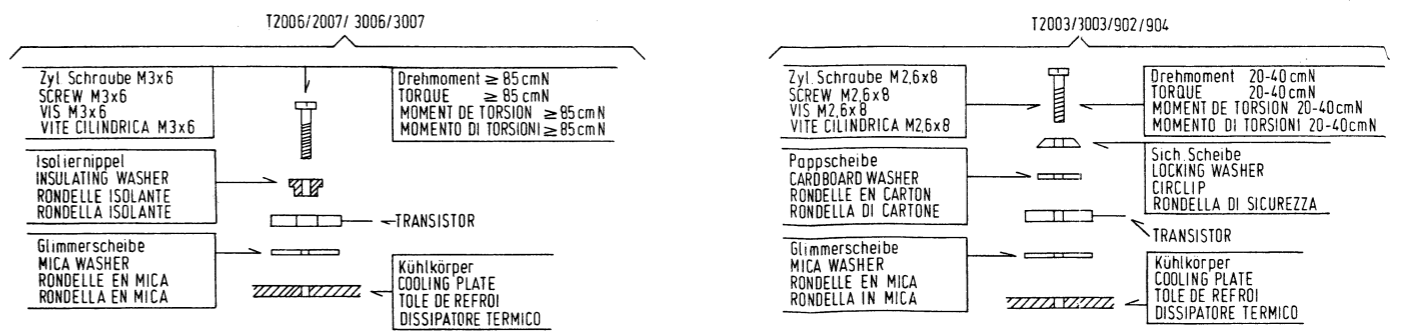 T2006/2007/ 3006/3007
Zyl. Schraube M3x6
SCREW M3x6
VIS M3x6
VITE CILINDRICA M3x6
Drehmoment ≥ 85 cmN
TORQUE ≥ 85 cmN
MOMENT DE TORSION ≥ 85cmN
MOMENTO DI TORSIONI ≥ 85cmN
Isoliernippel
INSULATING WASHER
RONDELLE ISOLANTE
RONDELLA ISOLANTE
TRANSISTOR
Glimmerscheibe
MICA WASHER
RONDELLE EN MICA
RONDELLA EN MICA
Kühlkörper
COOLING PLATE
TOLE DE REFROI
DISSIPATORE TERMICO
T2003/3003/902/904
Zyl. Schraube M2,6x8
SCREW M2,6x8
VIS M2,6x8
VITE CILINDRICA M2,6x8
Drehmoment 20-40 cmN
TORQUE 20-40cmN
MOMENT DE TORSION 20-40cmN
MOMENTO DI TORSIONI 20-40cmN
Pappscheibe
CARDBOARD WASHER
RONDELLE EN CARTON
RONDELLA DI CARTONE
Sich. Scheibe
LOCKING WASHER
CIRCLIP
RONDELLA DI SICUREZZA
TRANSISTOR
Glimmerscheibe
MICA WASHER
RONDELLE EN MICA
RONDELLA IN MICA
Kühlkörper
COOLING PLATE
TOLE DE REFROI
DISSIPATORE TERMICO